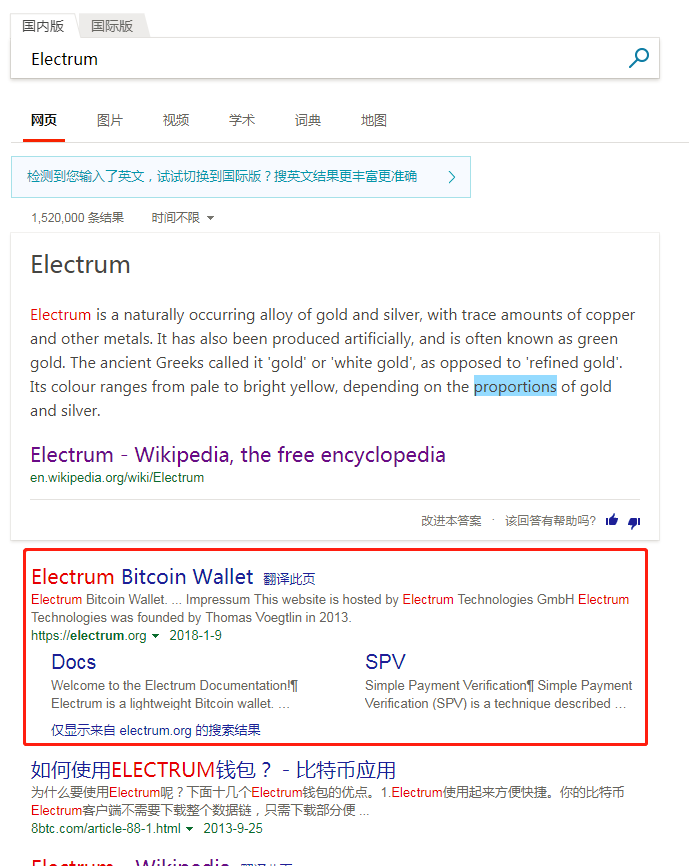 国内版 国际版
Electrum
网页 图片 视频 学术 词典 地图
检测到您输入了英文，试试切换到国际版？搜英文结果更丰富更准确
1,520,000 条结果 时间不限
Electrum
Electrum is a naturally occurring alloy of gold and silver, with trace amounts of copper
and other metals. It has also been produced artificially, and is often known as green
gold. The ancient Greeks called it 'gold' or 'white gold', as opposed to 'refined gold'.
Its colour ranges from pale to bright yellow, depending on the proportions of gold
and silver.
Electrum - Wikipedia, the free encyclopedia
en.wikipedia.org/wiki/Electrum
改进本答案 · 该回答有帮助吗?
Electrum Bitcoin Wallet 翻译此页
Electrum Bitcoin Wallet. ... Impressum This website is hosted by Electrum Technologies GmbH Electrum
Technologies was founded by Thomas Voegtlin in 2013.
https://electrum.org 2018-1-9
Docs SPV
Welcome to the Electrum Documentation!¶ Simple Payment Verification¶ Simple Payment
Electrum is a lightweight Bitcoin wallet. ... Verification (SPV) is a technique described ...
仅显示来自 electrum.org 的搜索结果
如何使用ELECTRUM钱包？ - 比特币应用
为什么要使用Electrum呢？下面十几个Electrum钱包的优点。1.Electrum使用起来方便快捷。你的比特币
Electrum客户端不需要下载整个数据链，只需下载部分便 ...
8btc.com/article-88-1.html 2013-9-25
Electrum - Wikipedia 翻译此页